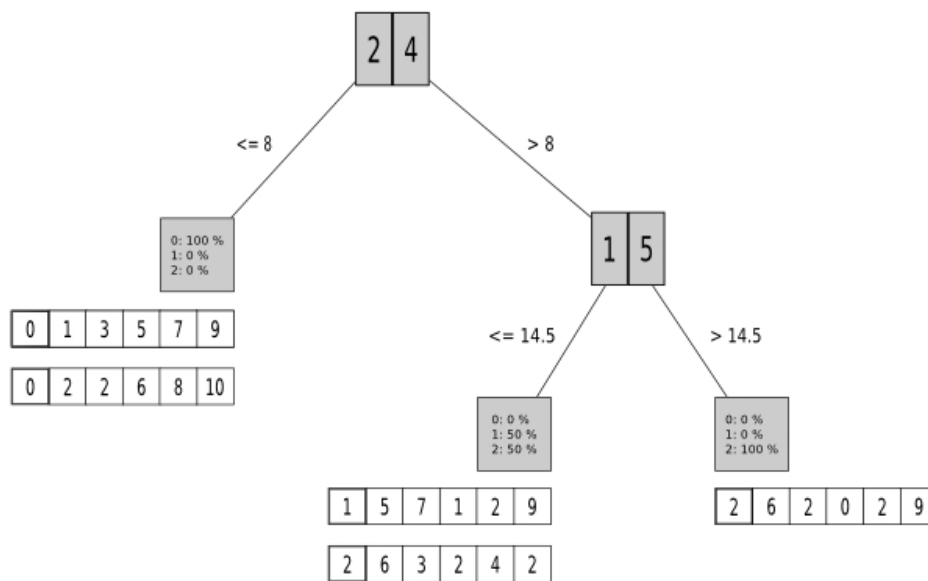 2 4
<= 8
> 8
0: 100 %
1: 0 %
2: 0 %
1 5
0 1 3 5 7 9
<= 14.5
> 14.5
0 2 2 6 8 10
0: 0 %
1: 50 %
2: 50 %
0: 0 %
1: 0 %
2: 100 %
1 5 7 1 2 9
2 6 2 0 2 9
2 6 3 2 4 2